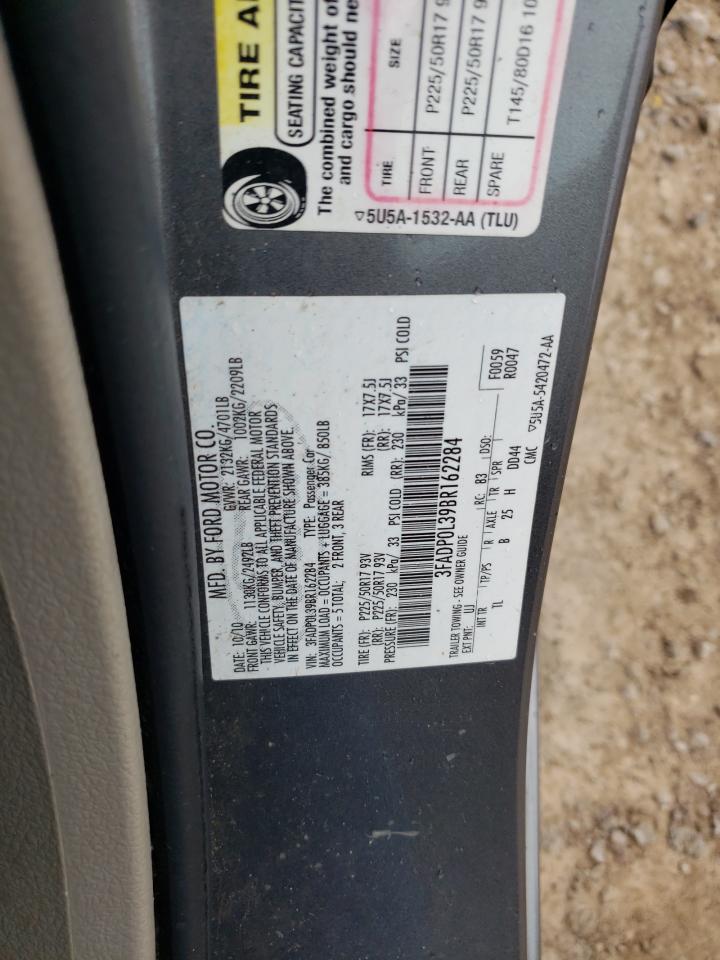 TIRE A
SEATING CAPACIT
The combined weight of
and cargo should ne
TIRE SIZE
FRONT P225/50R17 9
REAR P225/50R17 9
SPARE T145/80D16 10
5U5A-1532-AA (TLU)
MFD. BY FORD MOTOR CO.
DATE: 10/10 GVWR: 2132KG/4701LB
FRONT GAWR: 1130KG/2492LB REAR GAWR: 1002KG/2209LB
THIS VEHICLE CONFORMS TO ALL APPLICABLE FEDERAL MOTOR
VEHICLE SAFETY, BUMPER, AND THEFT PREVENTION STANDARDS
IN EFFECT ON THE DATE OF MANUFACTURE SHOWN ABOVE.
VIN: 3FADP0L39BR162284 TYPE: Passenger Car
MAXIMUM LOAD = OCCUPANTS + LUGGAGE = 385KG/ 850LB
OCCUPANTS = 5 TOTAL; 2 FRONT, 3 REAR
TIRE (FR): P225/50R17 93V RIMS (FR): 17X7.5J
(RR): P225/50R17 93V (RR): 17X7.5J
PRESSURE (FR): 230 kPa/ 33 PSI COLD (RR): 230 kPa/ 33 PSI COLD
3FADP0L39BR162284
TRAILER TOWING - SEE OWNER GUIDE F0059
EXT PNT: UJ RC: B3 DSO: R0047
INT TR TP/PS R AXLE TR SPR
TL B 25 H DD44
CMC 5U5A-5420472-AA